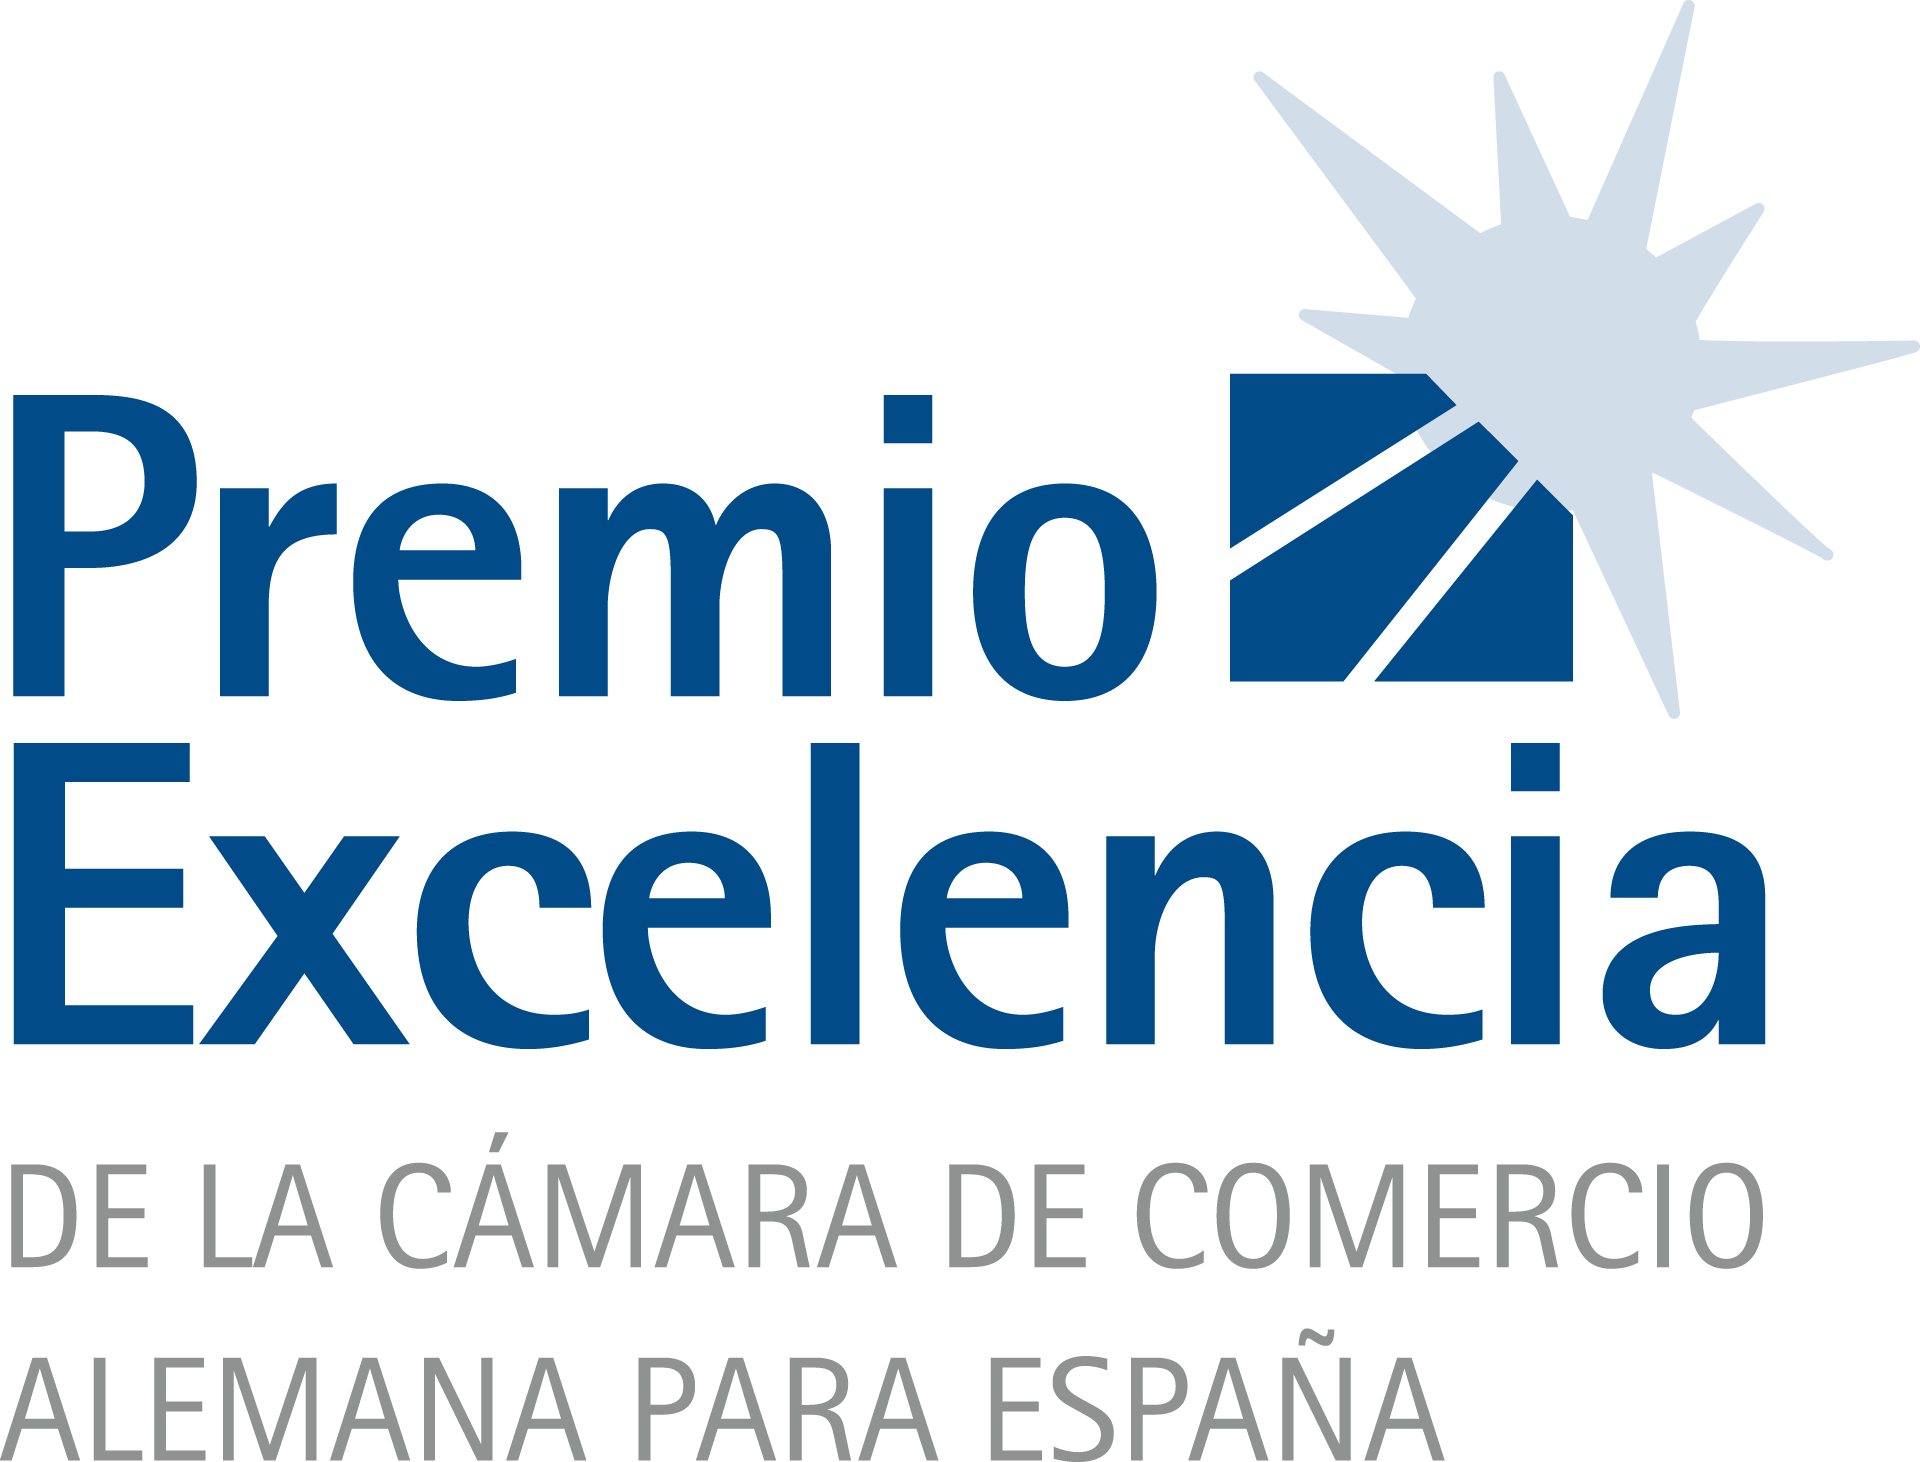 Premio
Excelencia
DE LA CÁMARA DE COMERCIO
ALEMANA PARA ESPAÑA